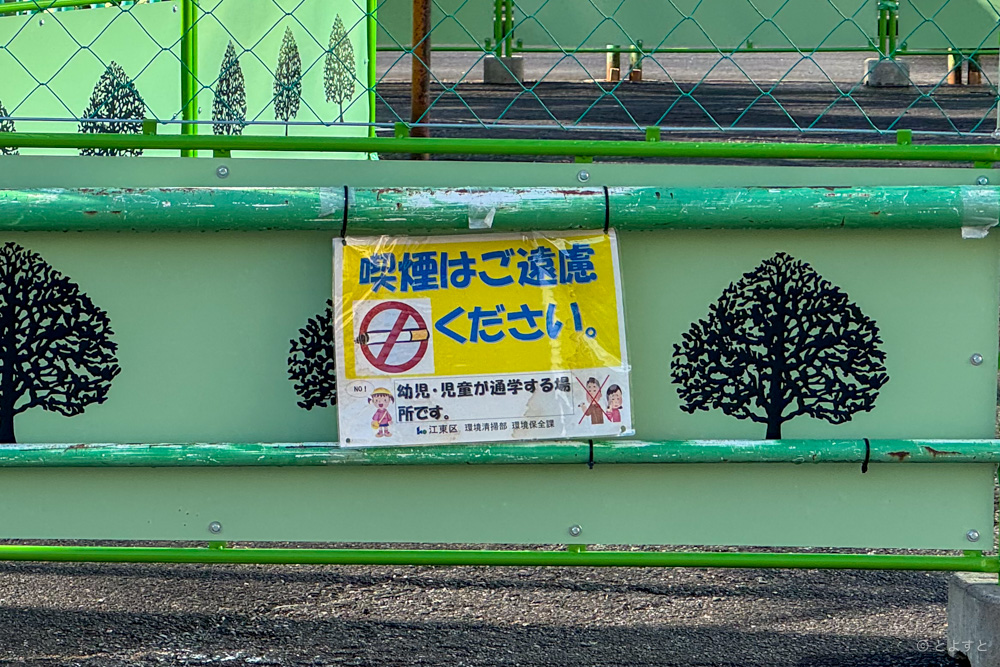 喫煙はご遠慮
ください。
NO!
幼児・児童が通学する場
所です。
江東区 環境清掃部 環境保全課
© とよすと